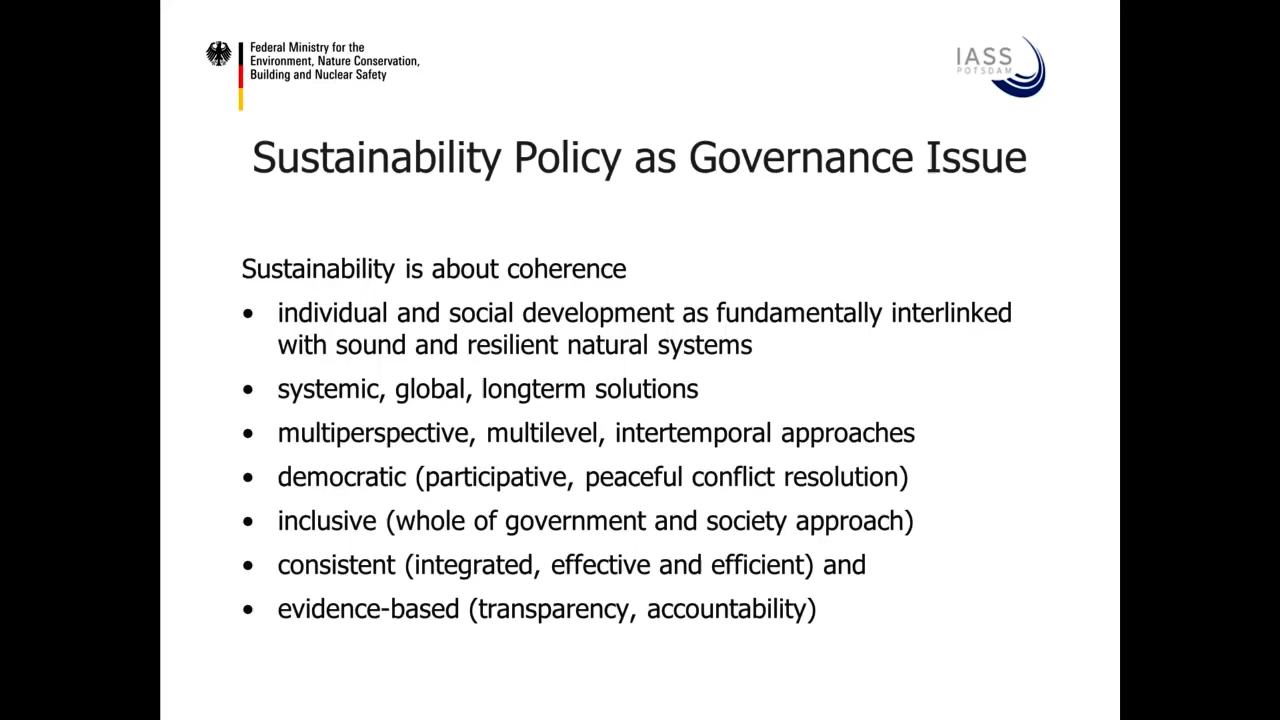 Federal Ministry for the
Environment, Nature Conservation,
Building and Nuclear Safety
IASS
POTSDAM
Sustainability Policy as Governance Issue
Sustainability is about coherence
• individual and social development as fundamentally interlinked
with sound and resilient natural systems
• systemic, global, longterm solutions
• multiperspective, multilevel, intertemporal approaches
• democratic (participative, peaceful conflict resolution)
• inclusive (whole of government and society approach)
• consistent (integrated, effective and efficient) and
• evidence-based (transparency, accountability)